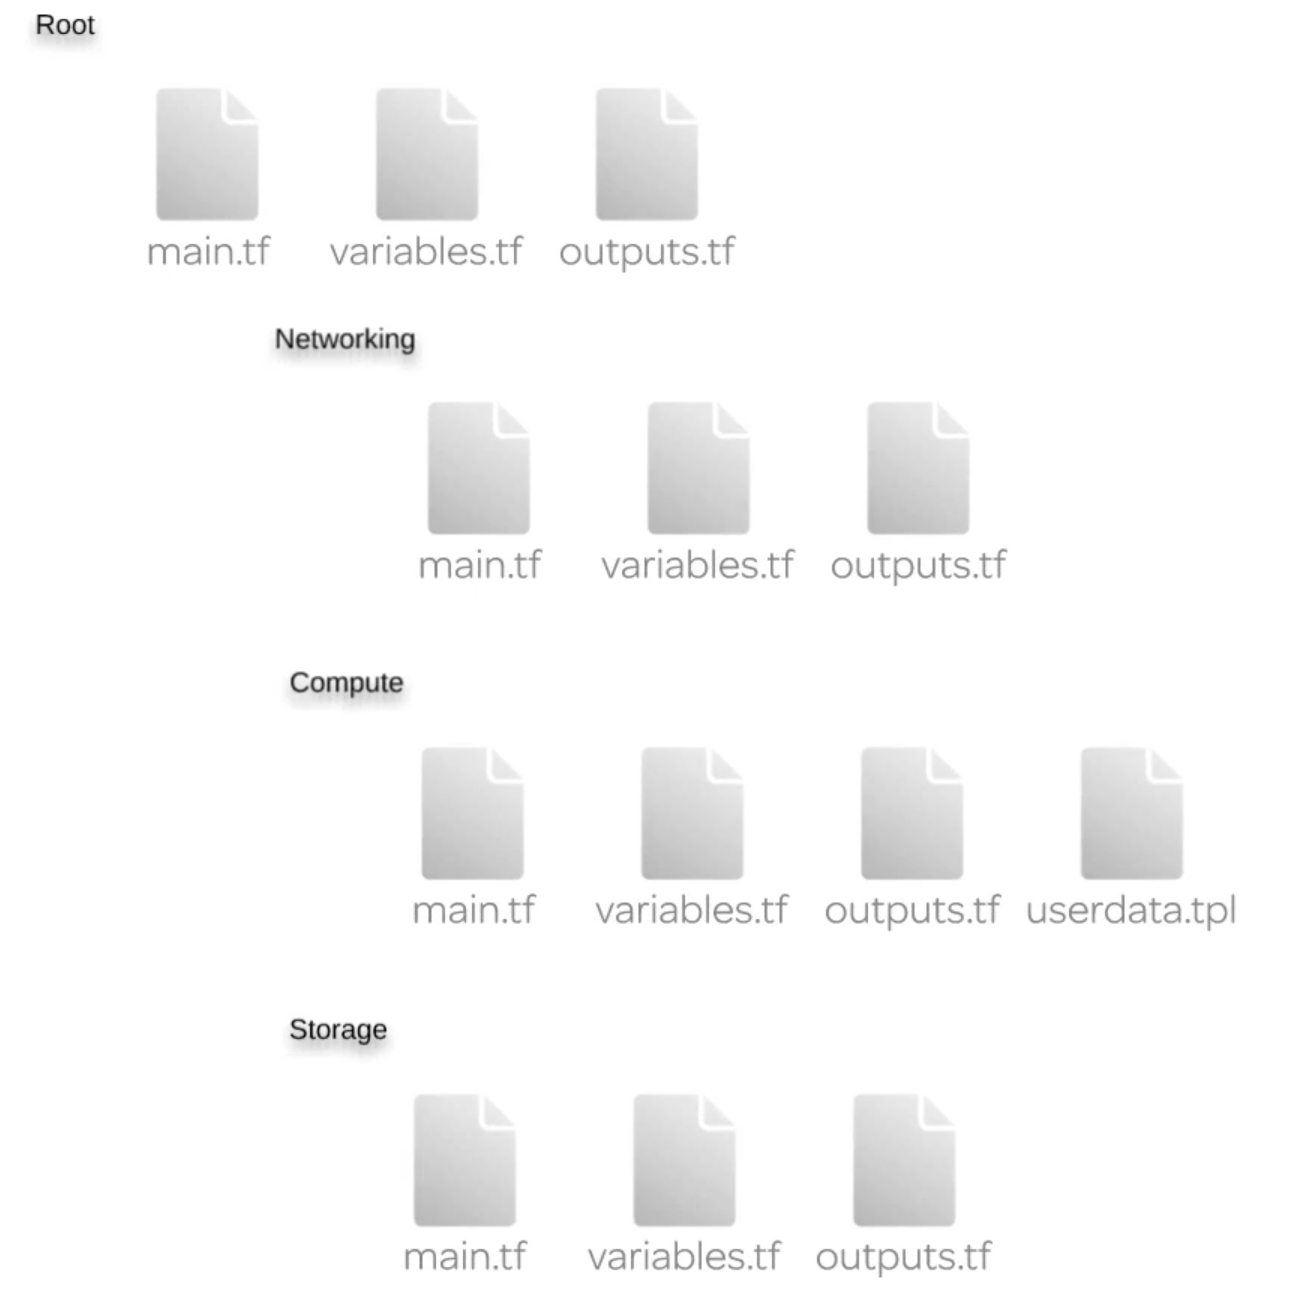 Root
main.tf variables.tf outputs.tf
Networking
main.tf variables.tf outputs.tf
Compute
main.tf variables.tf outputs.tf userdata.tpl
Storage
main.tf variables.tf outputs.tf